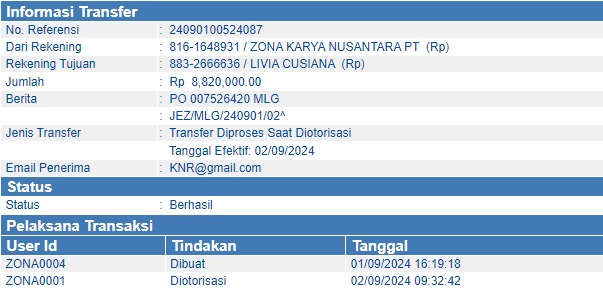 Informasi Transfer
No. Referensi : 24090100524087
Dari Rekening : 816-1648931 / ZONA KARYA NUSANTARA PT (Rp)
Rekening Tujuan : 883-2666636 / LIVIA CUSIANA (Rp)
Jumlah : Rp 8,820,000.00
Berita : PO 007526420 MLG
: JEZ/MLG/240901/02^
Jenis Transfer : Transfer Diproses Saat Diotorisasi
Tanggal Efektif: 02/09/2024
Email Penerima : KNR@gmail.com
Status
Status : Berhasil
Pelaksana Transaksi
User Id Tindakan Tanggal
ZONA0004 Dibuat 01/09/2024 16:19:18
ZONA0001 Diotorisasi 02/09/2024 09:32:42